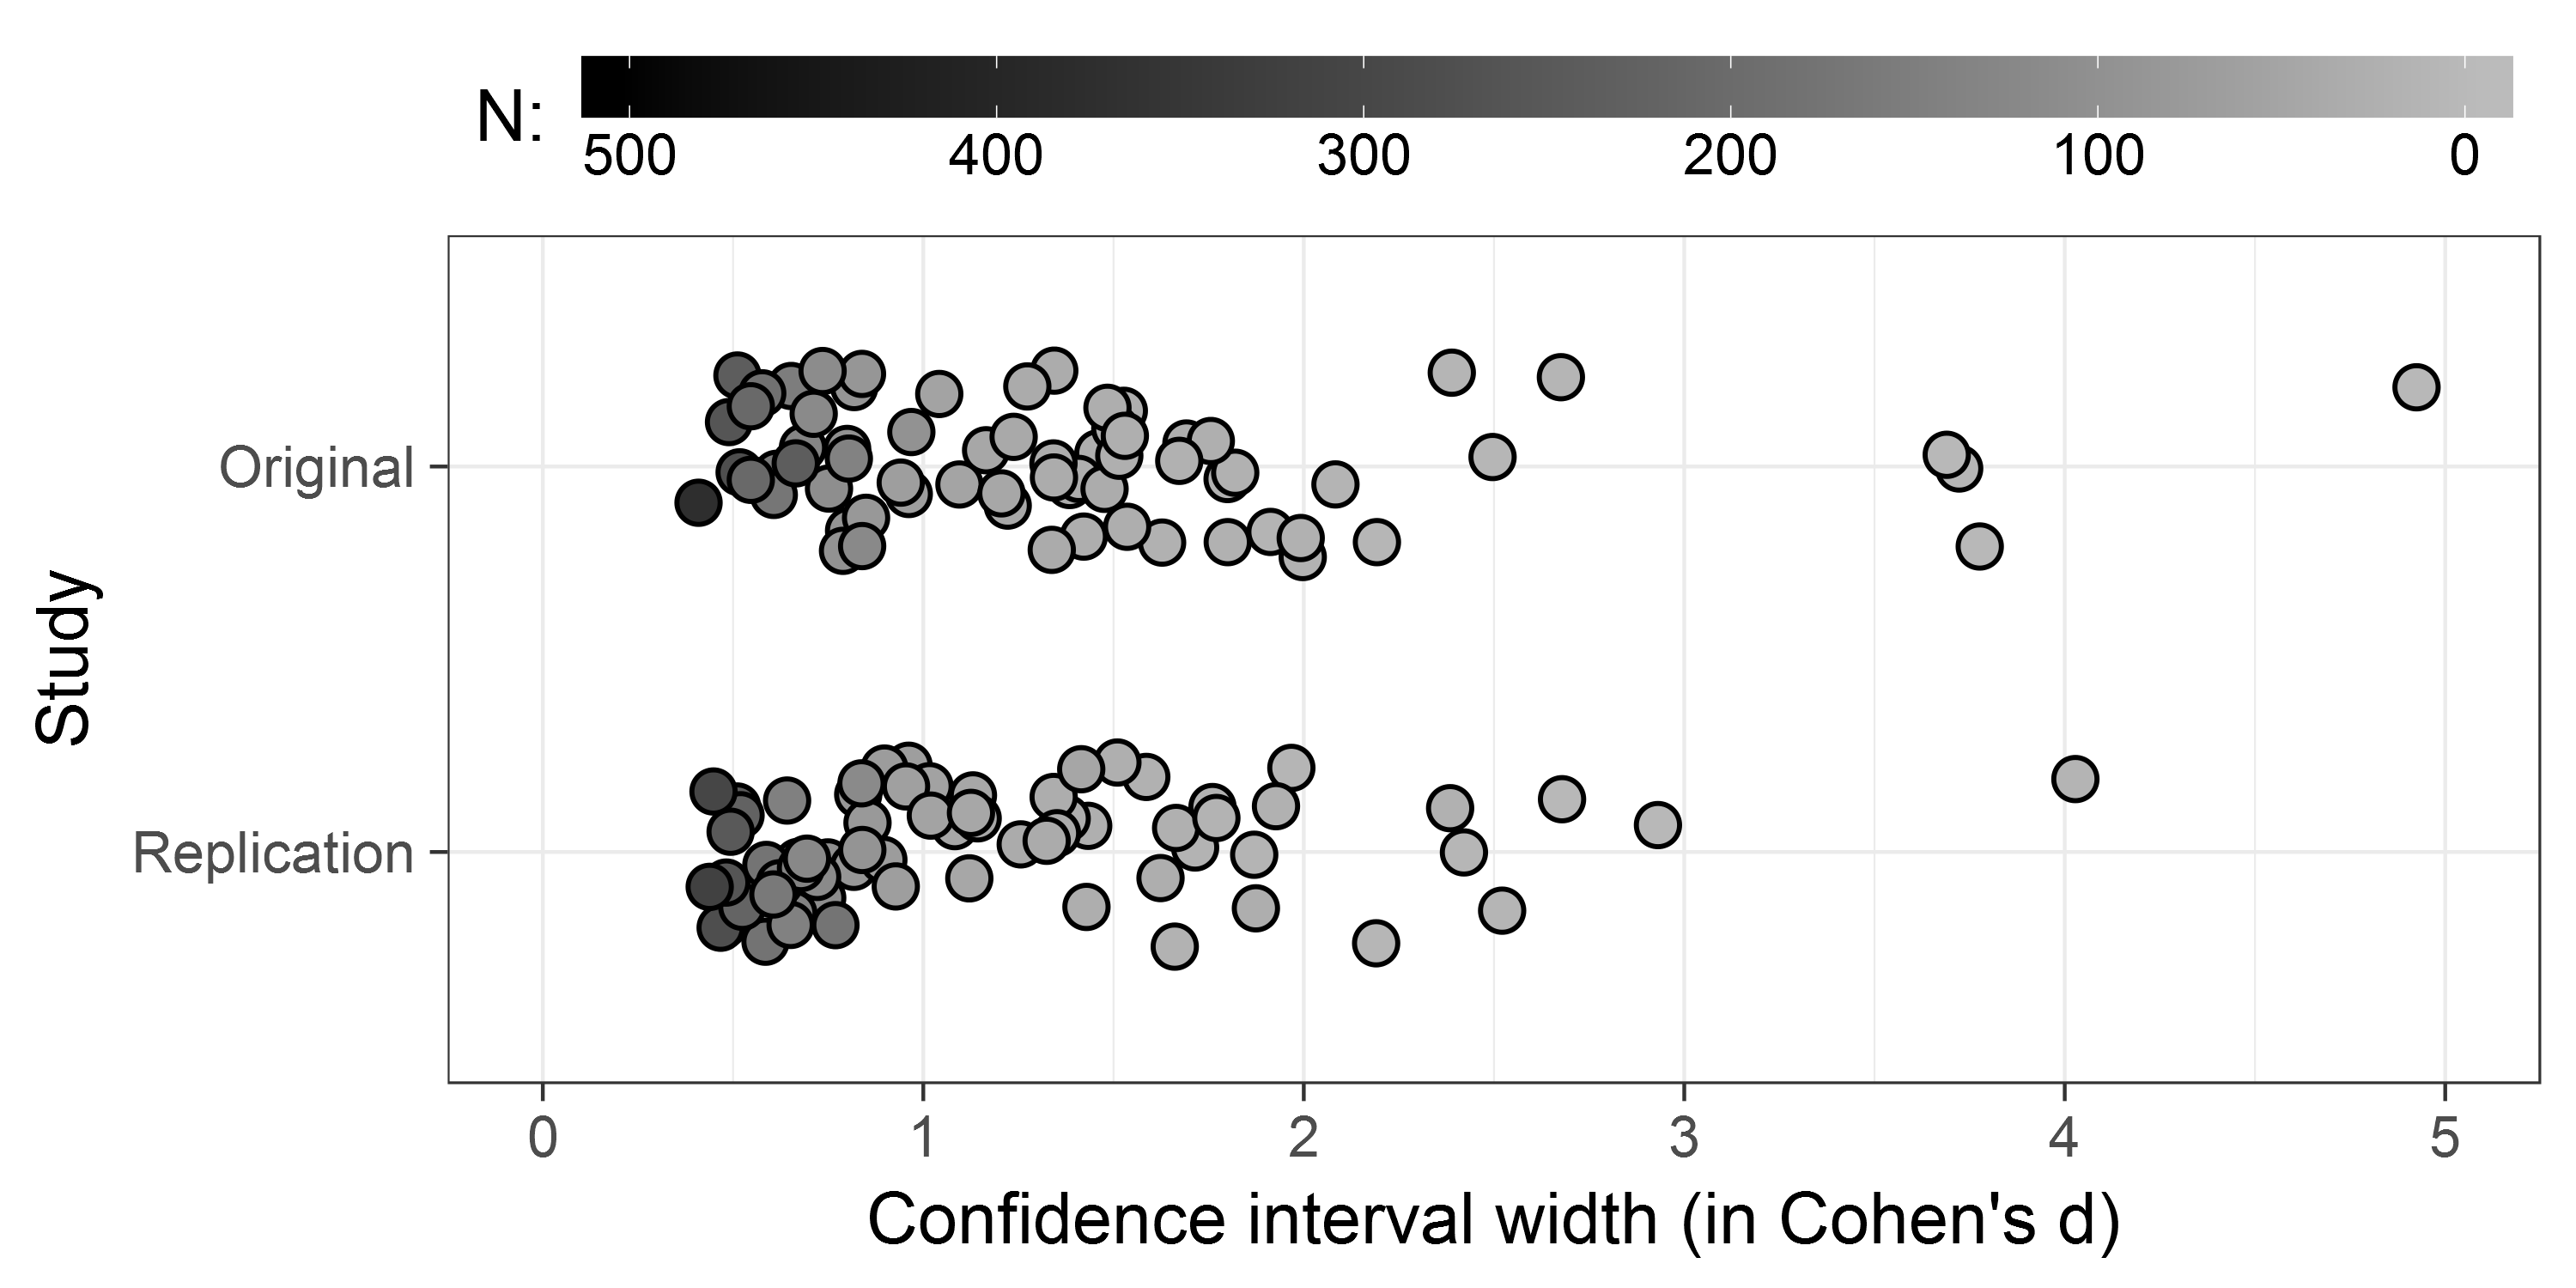 N:
500 400 300 200 100 0
Study
Original
Replication
0 1 2 3 4 5
Confidence interval width (in Cohen's d)